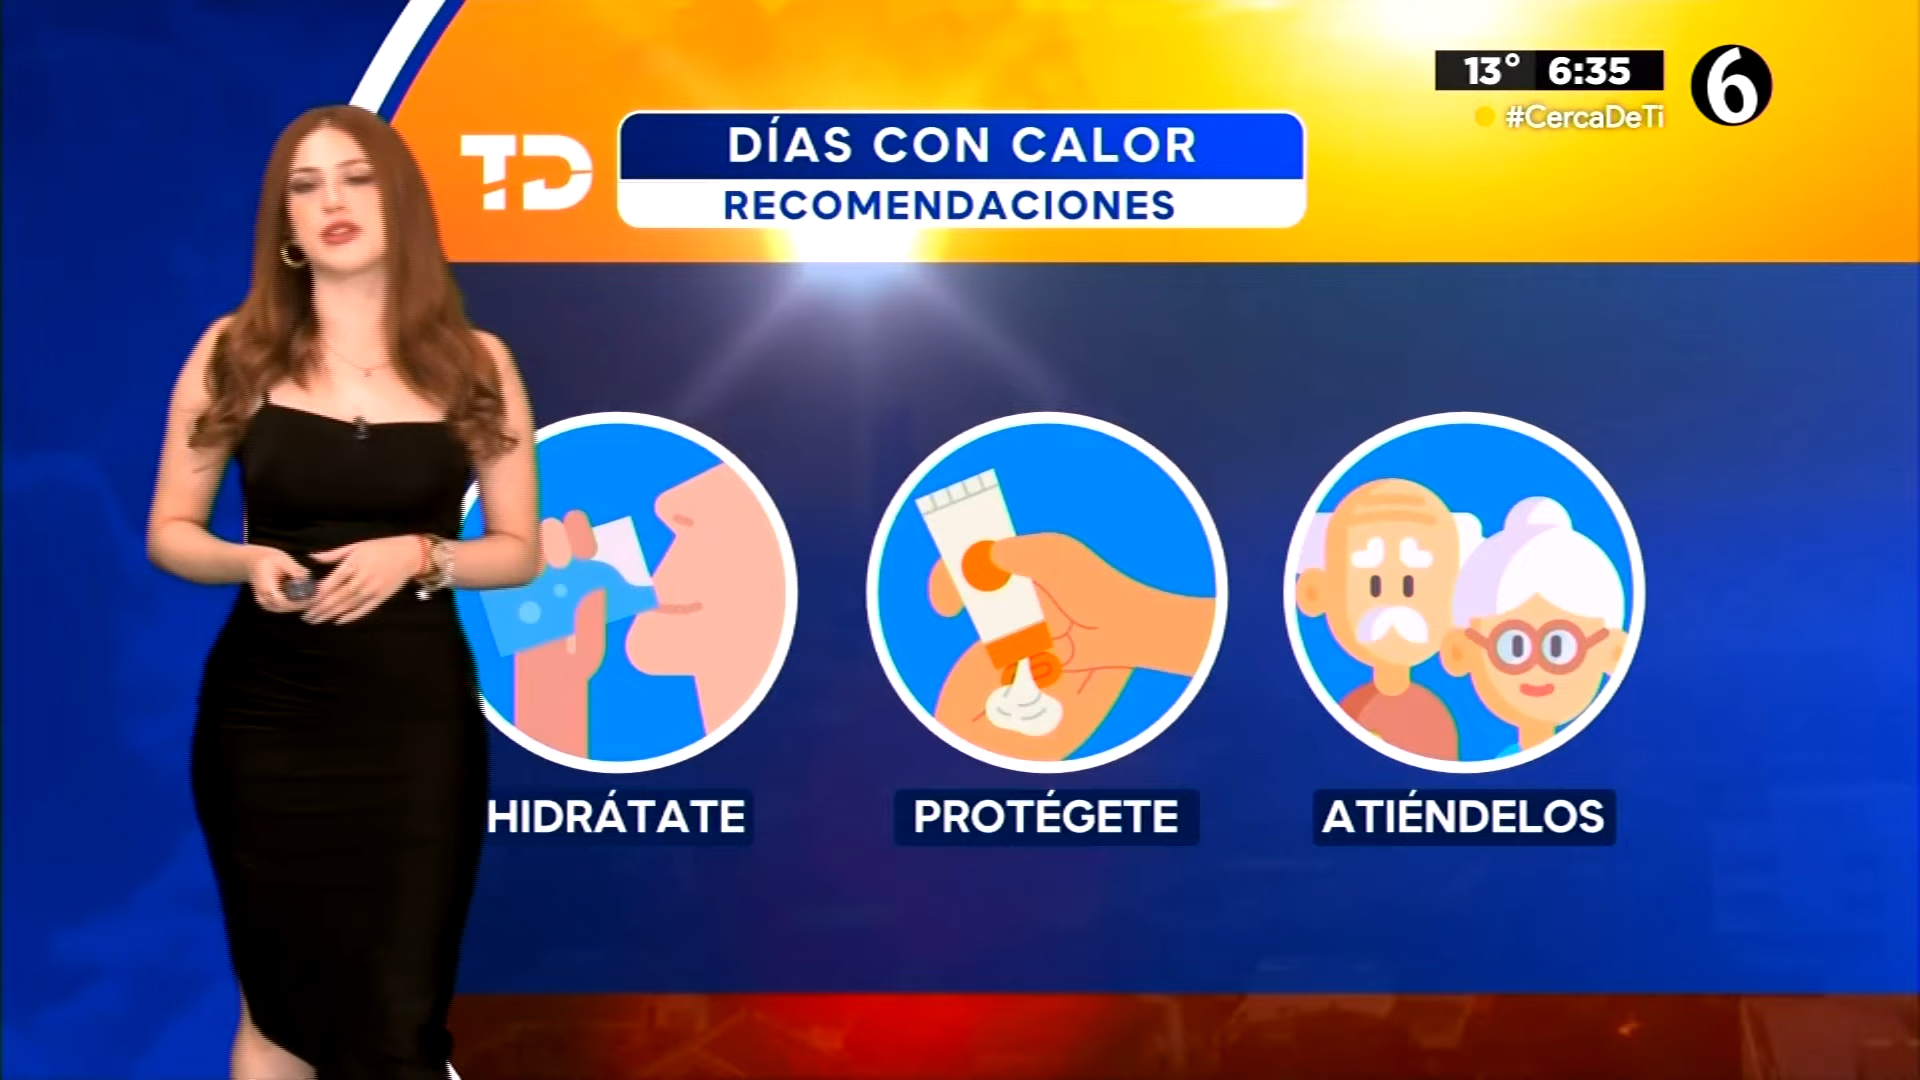 13° 6:35
6
#CercaDeTi
TD
DÍAS CON CALOR
RECOMENDACIONES
HIDRÁTATE
PROTÉGETE
ATIÉNDELOS